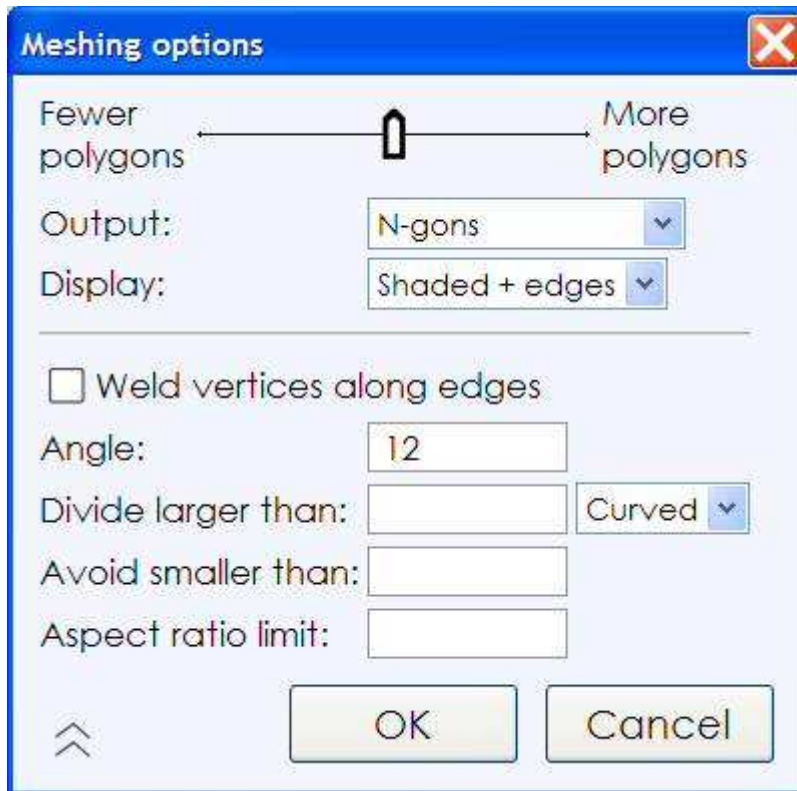 Meshing options
Fewer polygons
More polygons
Output: N-gons
Display: Shaded + edges
Weld vertices along edges
Angle: 12
Divide larger than: Curved
Avoid smaller than:
Aspect ratio limit:
OK Cancel